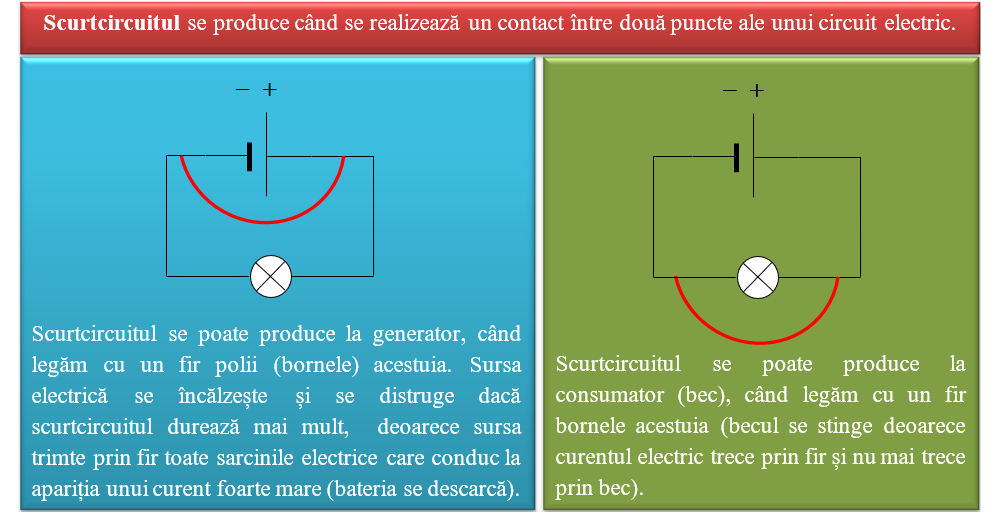 Scurtcircuitul se produce când se realizează un contact între două puncte ale unui circuit electric.
− +
Scurtcircuitul se poate produce la generator, când
legăm cu un fir polii (bornele) acestuia. Sursa
electrică se încălzește și se distruge dacă
scurtcircuitul durează mai mult, deoarece sursa
trimte prin fir toate sarcinile electrice care conduc la
apariția unui curent foarte mare (bateria se descarcă).
− +
Scurtcircuitul se poate produce la
consumator (bec), când legăm cu un fir
bornele acestuia (becul se stinge deoarece
curentul electric trece prin fir și nu mai trece
prin bec).